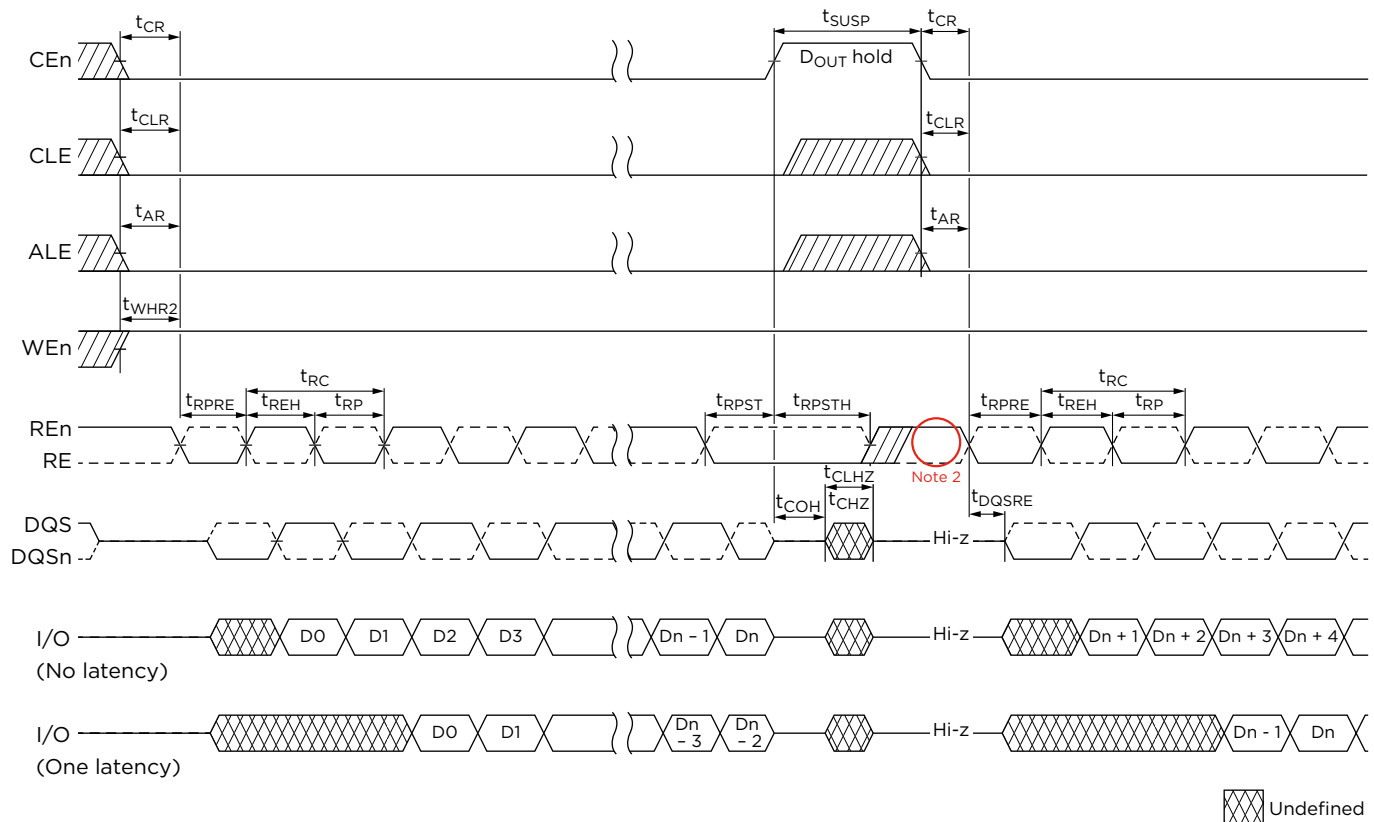 tCR tSUSP tCR
CEn DOUT hold
tCLR tCLR
CLE
tAR tAR
ALE
tWHR2
WEn
tRC tRC
tRPRE tREH tRP tRPST tRPSTH tRPRE tREH tRP
REn
RE
Note 2
tCLHZ
tCOH tCHZ tDQSRE
DQS
DQSn
Hi-z
I/O D0 D1 D2 D3 Dn – 1 Dn Hi-z Dn + 1 Dn + 2 Dn + 3 Dn + 4
(No latency)
I/O D0 D1 Dn – 3 Dn – 2 Hi-z Dn - 1 Dn
(One latency)
Undefined